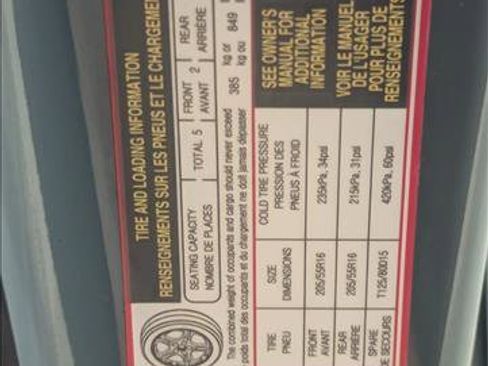 TIRE AND LOADING INFORMATION
RENSEIGNEMENTS SUR LES PNEUS ET LE CHARGEMENT
SEATING CAPACITY
NOMBRE DE PLACES
TOTAL 5
FRONT
AVANT 2
REAR
ARRIÈRE
The combined weight of occupants and cargo should never exceed 385 kg or 849
poids total des occupants et du chargement ne doit jamais dépasser kg ou
TIRE
PNEU
SIZE
DIMENSIONS
COLD TIRE PRESSURE
PRESSION DES
PNEUS À FROID
FRONT
AVANT
205/55R16
235kPa, 34psi
REAR
ARRIERE
205/55R16
215kPa, 31psi
SPARE
DE SECOURS
T125/80D15
420kPa, 60psi
SEE OWNER'S
MANUAL FOR
ADDITIONAL
INFORMATION
VOIR LE MANUEL
DE L'USAGER
POUR PLUS DE
RENSEIGNEMENTS